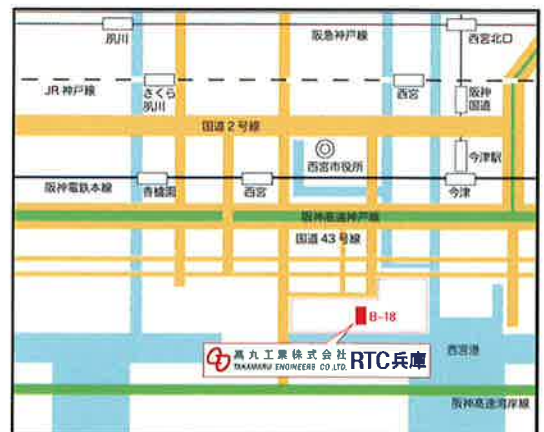 夙川
阪急神戸線
西宮北口
JR 神戸線
さくら
夙川
西宮
阪神
国道
国道2号線
西宮市役所
今津駅
阪神電鉄本線
香櫨園
西宮
今津
阪神高速神戸線
国道43号線
B-18
高丸工業株式会社
TAKAMARU ENGINEERS CO.LTD.
RTC兵庫
西宮港
阪神高速湾岸線